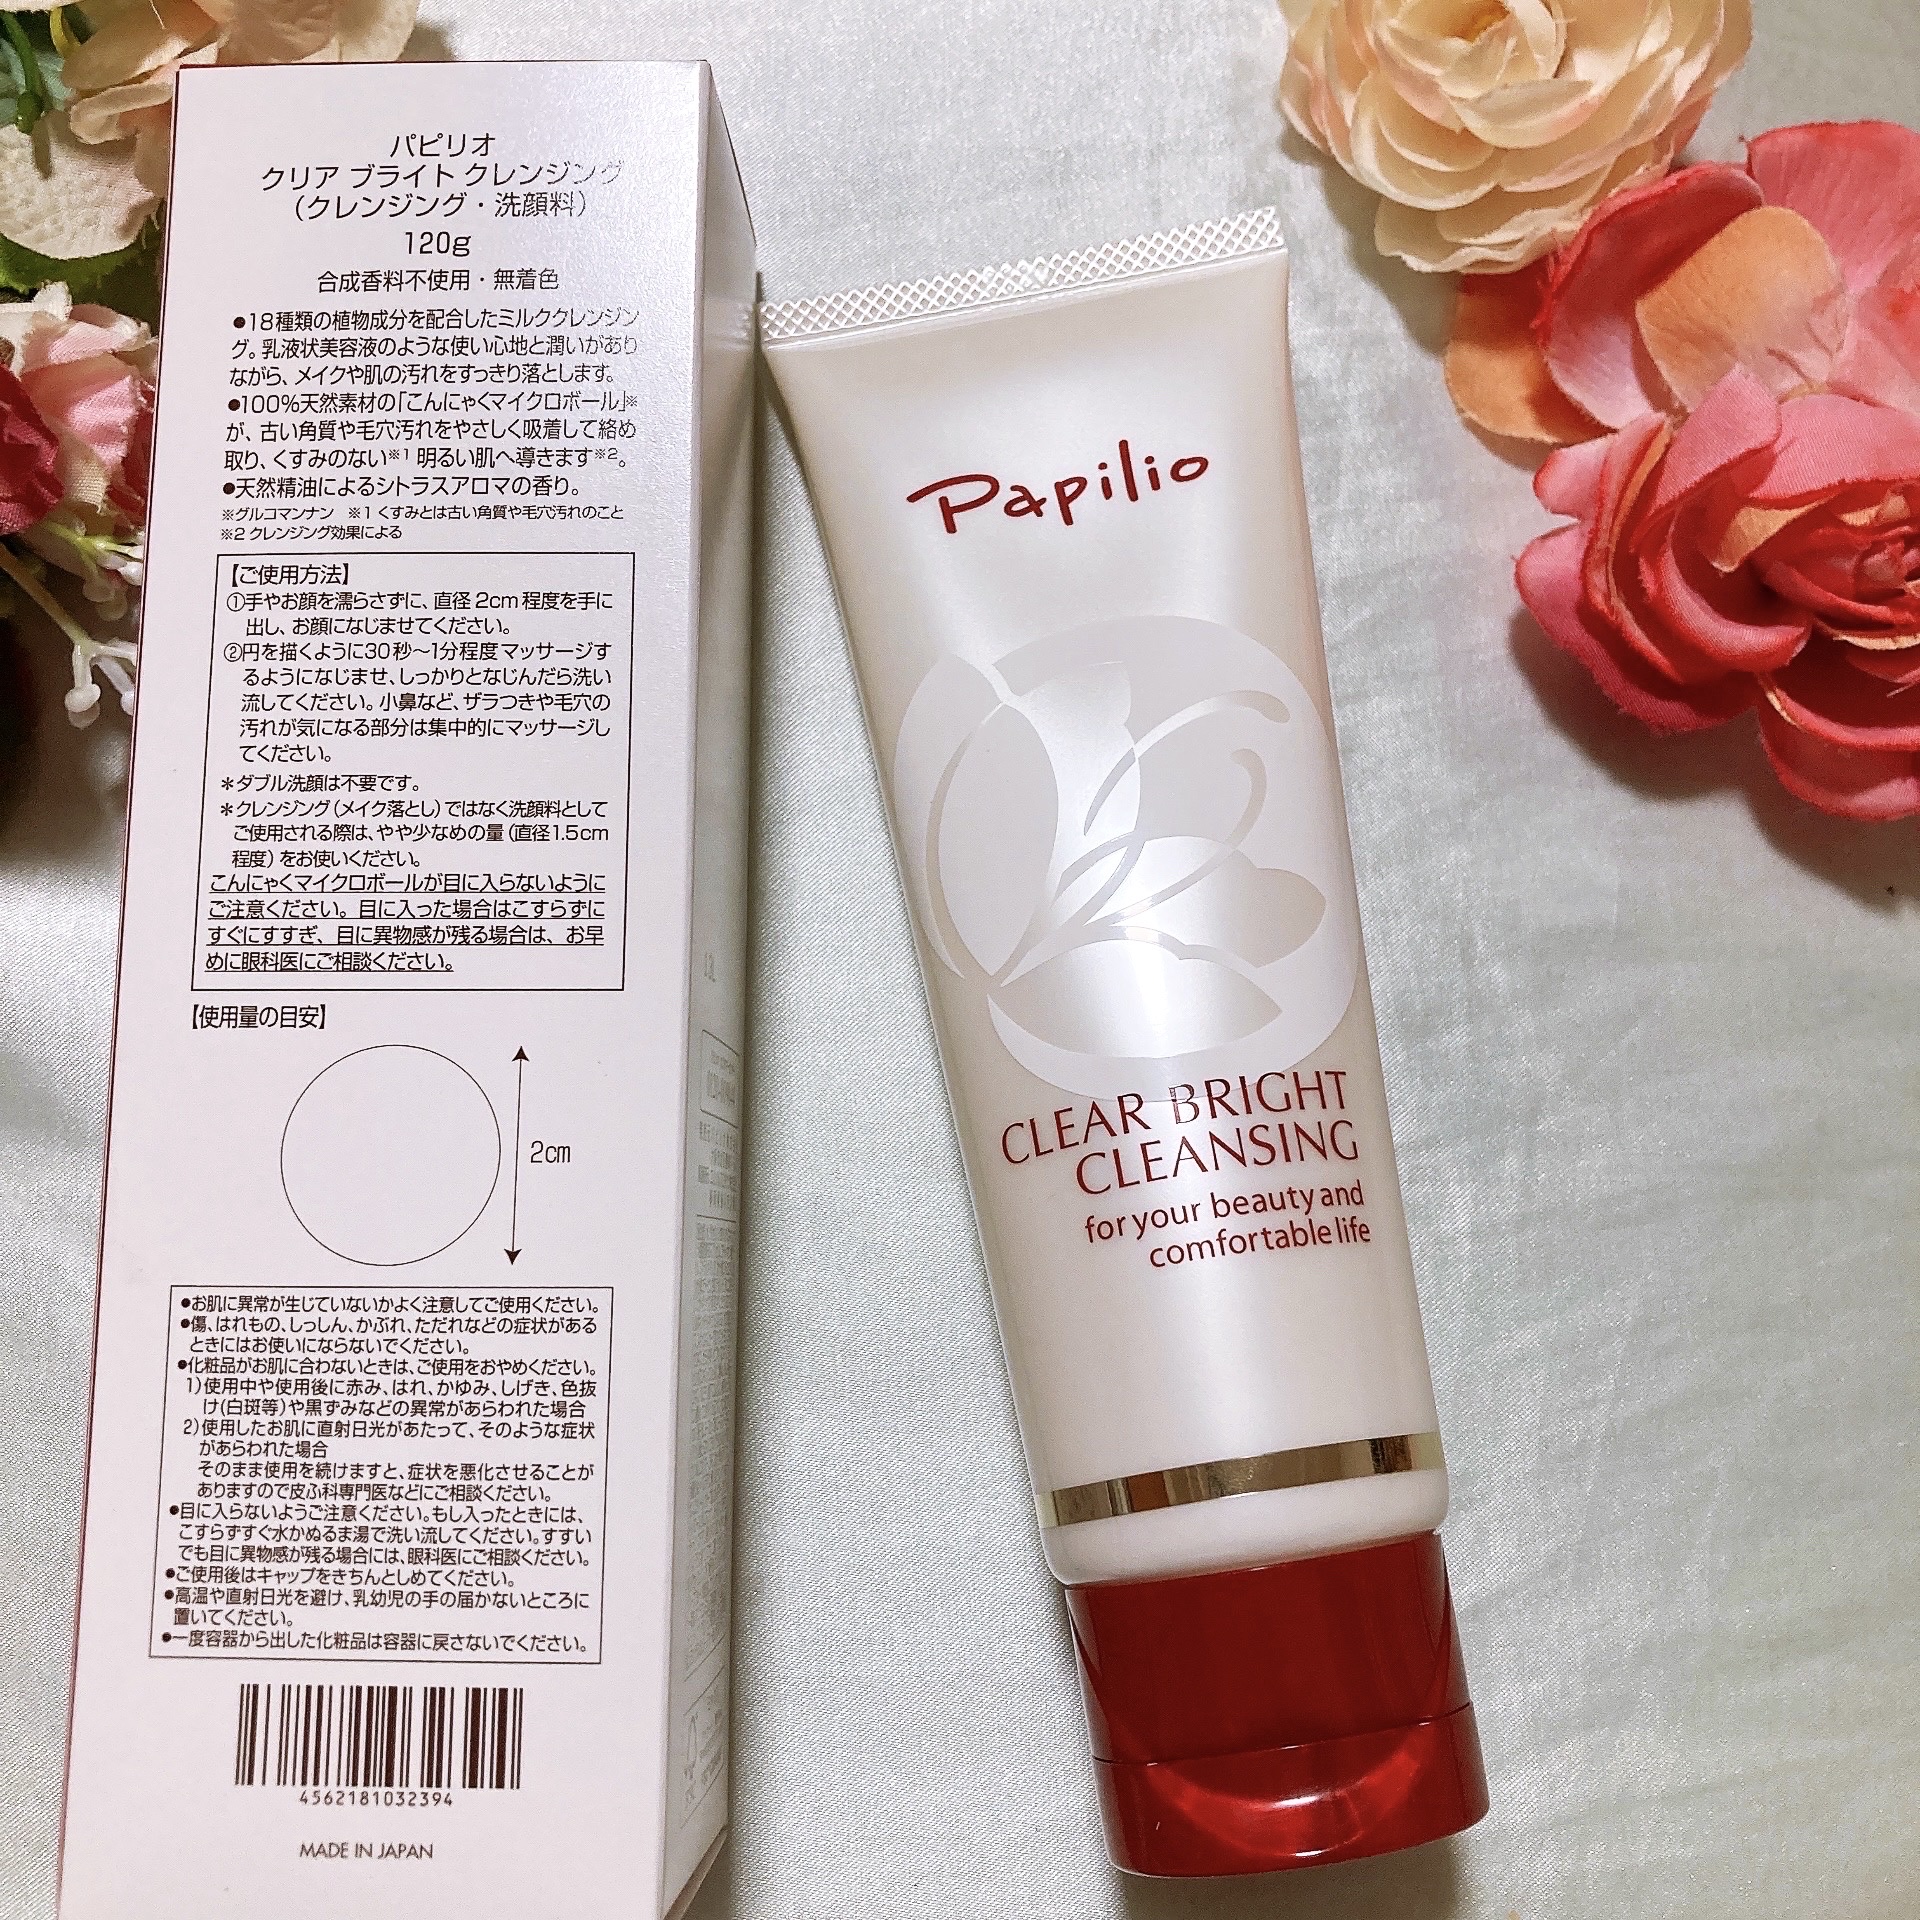 パピリオ
クリア ブライト クレンジング
(クレンジング・洗顔料)
120g
合成香料不使用・無着色
●18種類の植物成分を配合したミルククレンジン
グ。乳液状美容液のような使い心地と潤いがあり
ながら、メイクや肌の汚れをすっきり落とします。
●100%天然素材の「こんにゃくマイクロボール」※
が、古い角質や毛穴汚れをやさしく吸着して絡め
取り、くすみのない※1 明るい肌へ導きます※2。
●天然精油によるシトラスアロマの香り。
※グルコマンナン ※1 くすみとは古い角質や毛穴汚れのこと
※2 クレンジング効果による
【ご使用方法】
①手やお顔を濡らさずに、直径 2cm 程度を手に
出し、お顔になじませてください。
②円を描くように30秒〜1分程度マッサージす
るようになじませ、しっかりとなじんだら洗い
流してください。小鼻など、ザラつきや毛穴の
汚れが気になる部分は集中的にマッサージし
てください。
＊ダブル洗顔は不要です。
＊クレンジング(メイク落とし)ではなく洗顔料として
ご使用される際は、やや少なめの量(直径1.5cm
程度)をお使いください。
こんにゃくマイクロボールが目に入らないように
ご注意ください。目に入った場合はこすらずに
すぐにすすぎ、目に異物感が残る場合は、お早
めに眼科医にご相談ください。
【使用量の目安】
2cm
●お肌に異常が生じていないかよく注意してご使用ください。
●傷、はれもの、しっしん、かぶれ、ただれなどの症状がある
ときにはお使いにならないでください。
●化粧品がお肌に合わないときは、ご使用をおやめください。
1)使用中や使用後に赤み、はれ、かゆみ、しげき、色抜
け(白斑等)や黒ずみなどの異常があらわれた場合
2)使用したお肌に直射日光があたって、そのような症状
があらわれた場合
そのまま使用を続けますと、症状を悪化させることが
ありますので皮ふ科専門医などにご相談ください。
●目に入らないようご注意ください。もし入ったときには、
こすらずすぐ水かぬるま湯で洗い流してください。すすい
でも目に異物感が残る場合には、眼科医にご相談ください。
●ご使用後はキャップをきちんとしめてください。
●高温や直射日光を避け、乳幼児の手の届かないところに
置いてください。
●一度容器から出した化粧品は容器に戻さないでください。
4562181032394
MADE IN JAPAN
Papilio
CLEAR BRIGHT
CLEANSING
for your beauty and
comfortable life